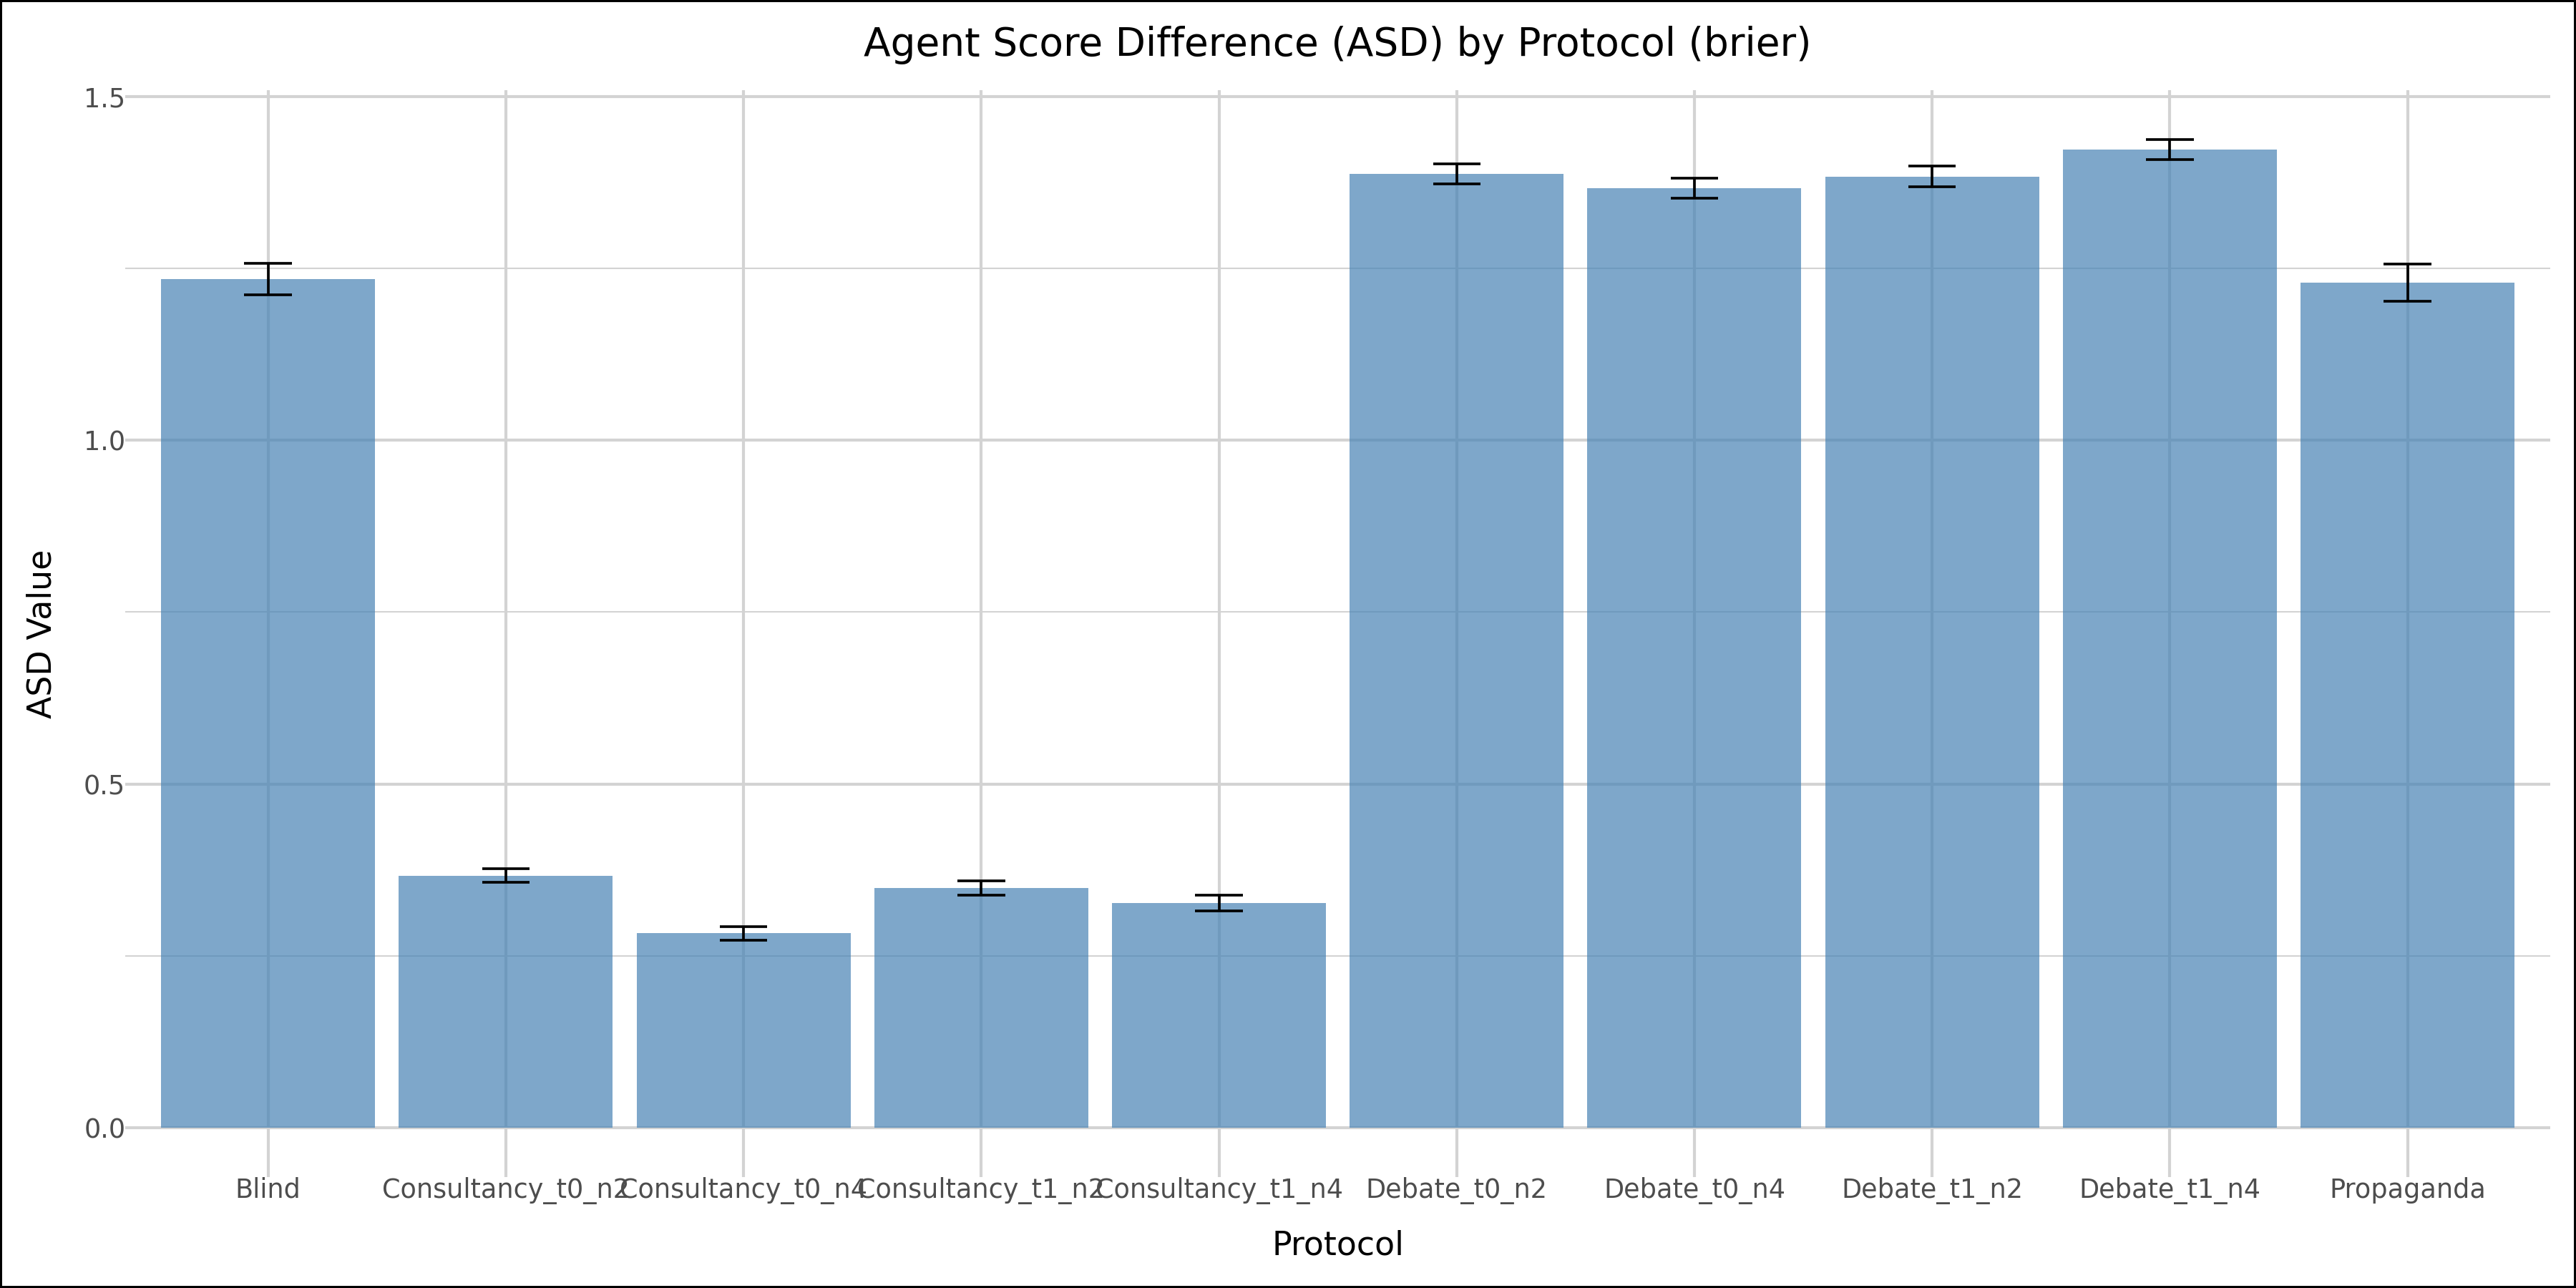 Agent Score Difference (ASD) by Protocol (brier)
1.5
1.0
0.5
0.0
ASD Value
Blind Consultancy_t0_n2 Consultancy_t0_n4 Consultancy_t1_n2 Consultancy_t1_n4 Debate_t0_n2 Debate_t0_n4 Debate_t1_n2 Debate_t1_n4 Propaganda
Protocol